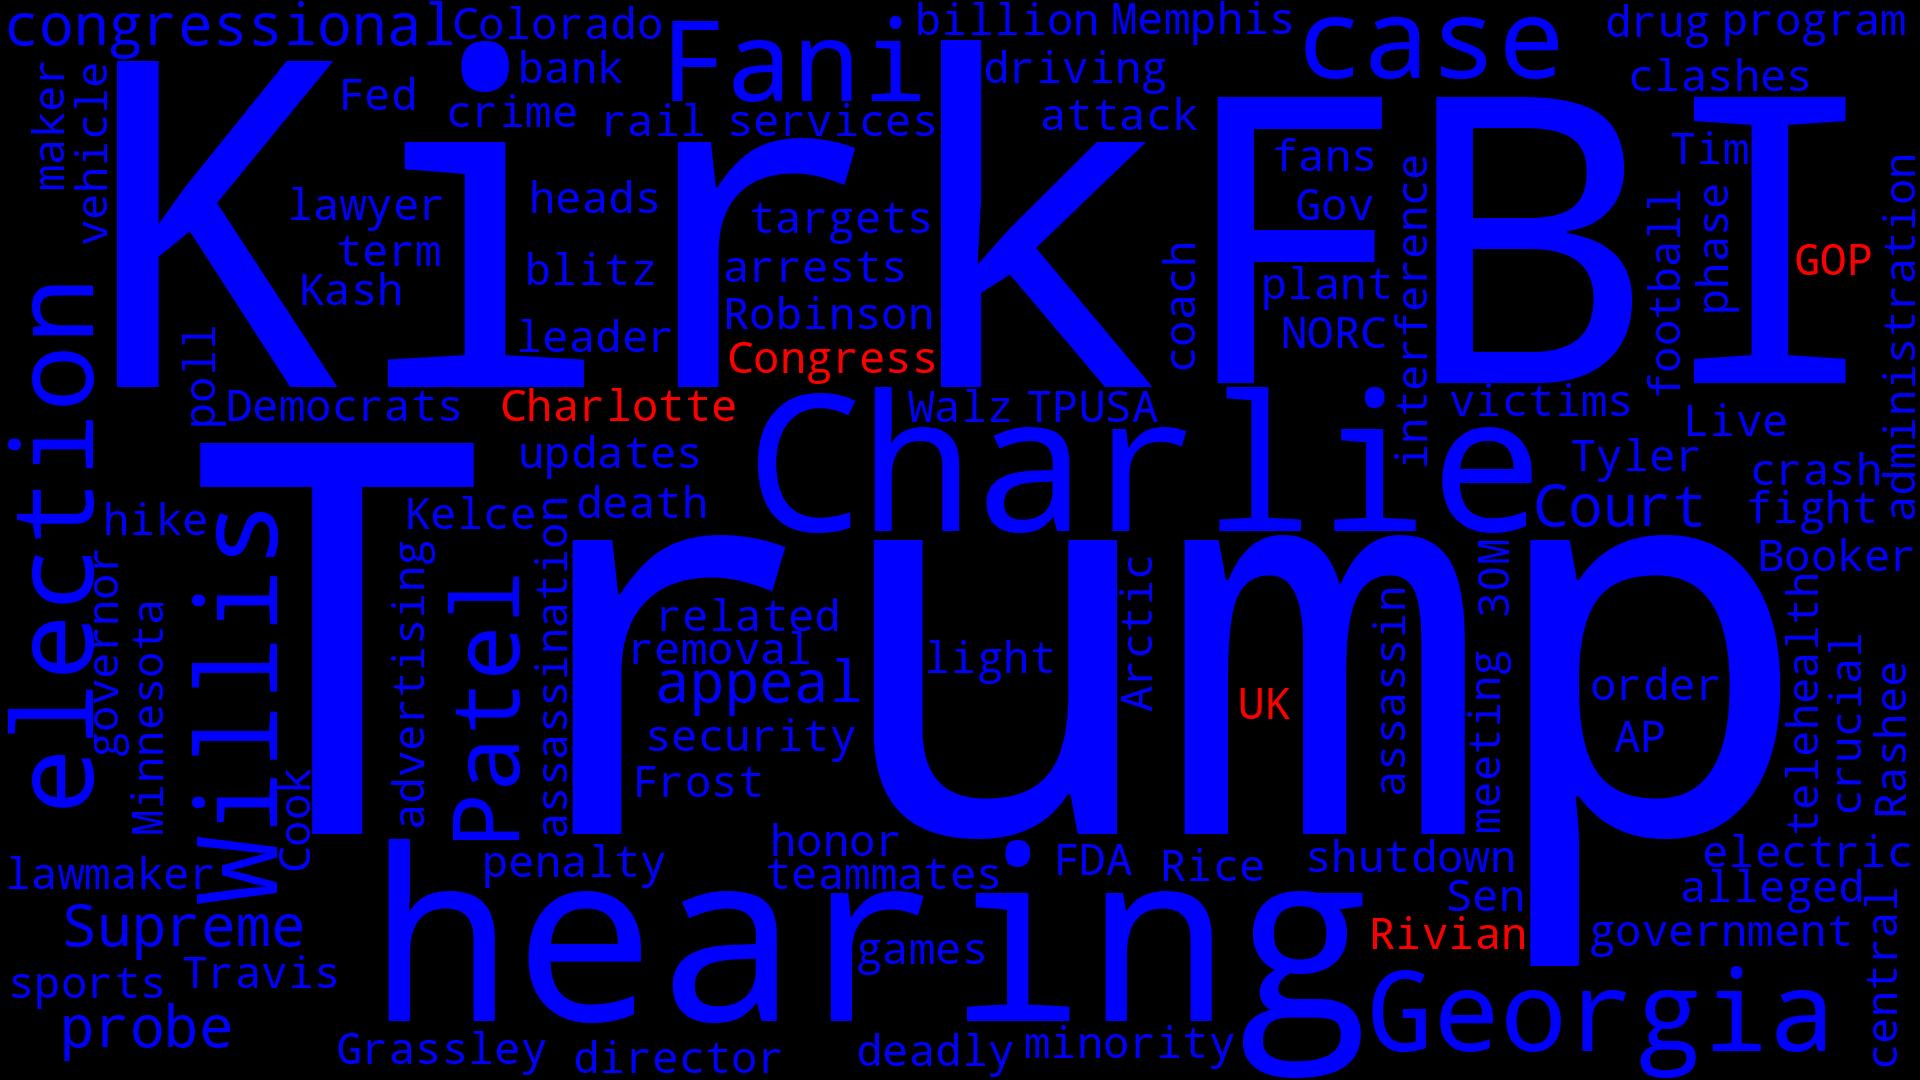 congressional
Colorado
Fani
billion
Memphis
case
drug
program
maker
vehicle
Fed
bank
crime
rail
services
driving
attack
clashes
Kirk
FBI
fans
Gov
Tim
lawyer
term
Kash
heads
blitz
leader
targets
arrests
Robinson
Congress
coach
plant
NORC
interference
football
phase
GOP
administration
election
poll
Democrats
Charlotte
updates
death
Charlie
Walz
TPUSA
victims
Live
Tyler
Court
crash
fight
Booker
hike
Willis
Trump
Kelce
assassination
governor
Minnesota
Cook
advertising
Patel
related
removal
appeal
security
Frost
light
Arctic
UK
assassin
30M
meeting
order
AP
telehealth
crucial
Rashee
lawmaker
penalty
honor
teammates
FDA
Rice
shutdown
Sen
electric
alleged
Supreme
hearing
games
Rivian
government
central
sports
Travis
probe
Georgia
Grassley
director
deadly
minority